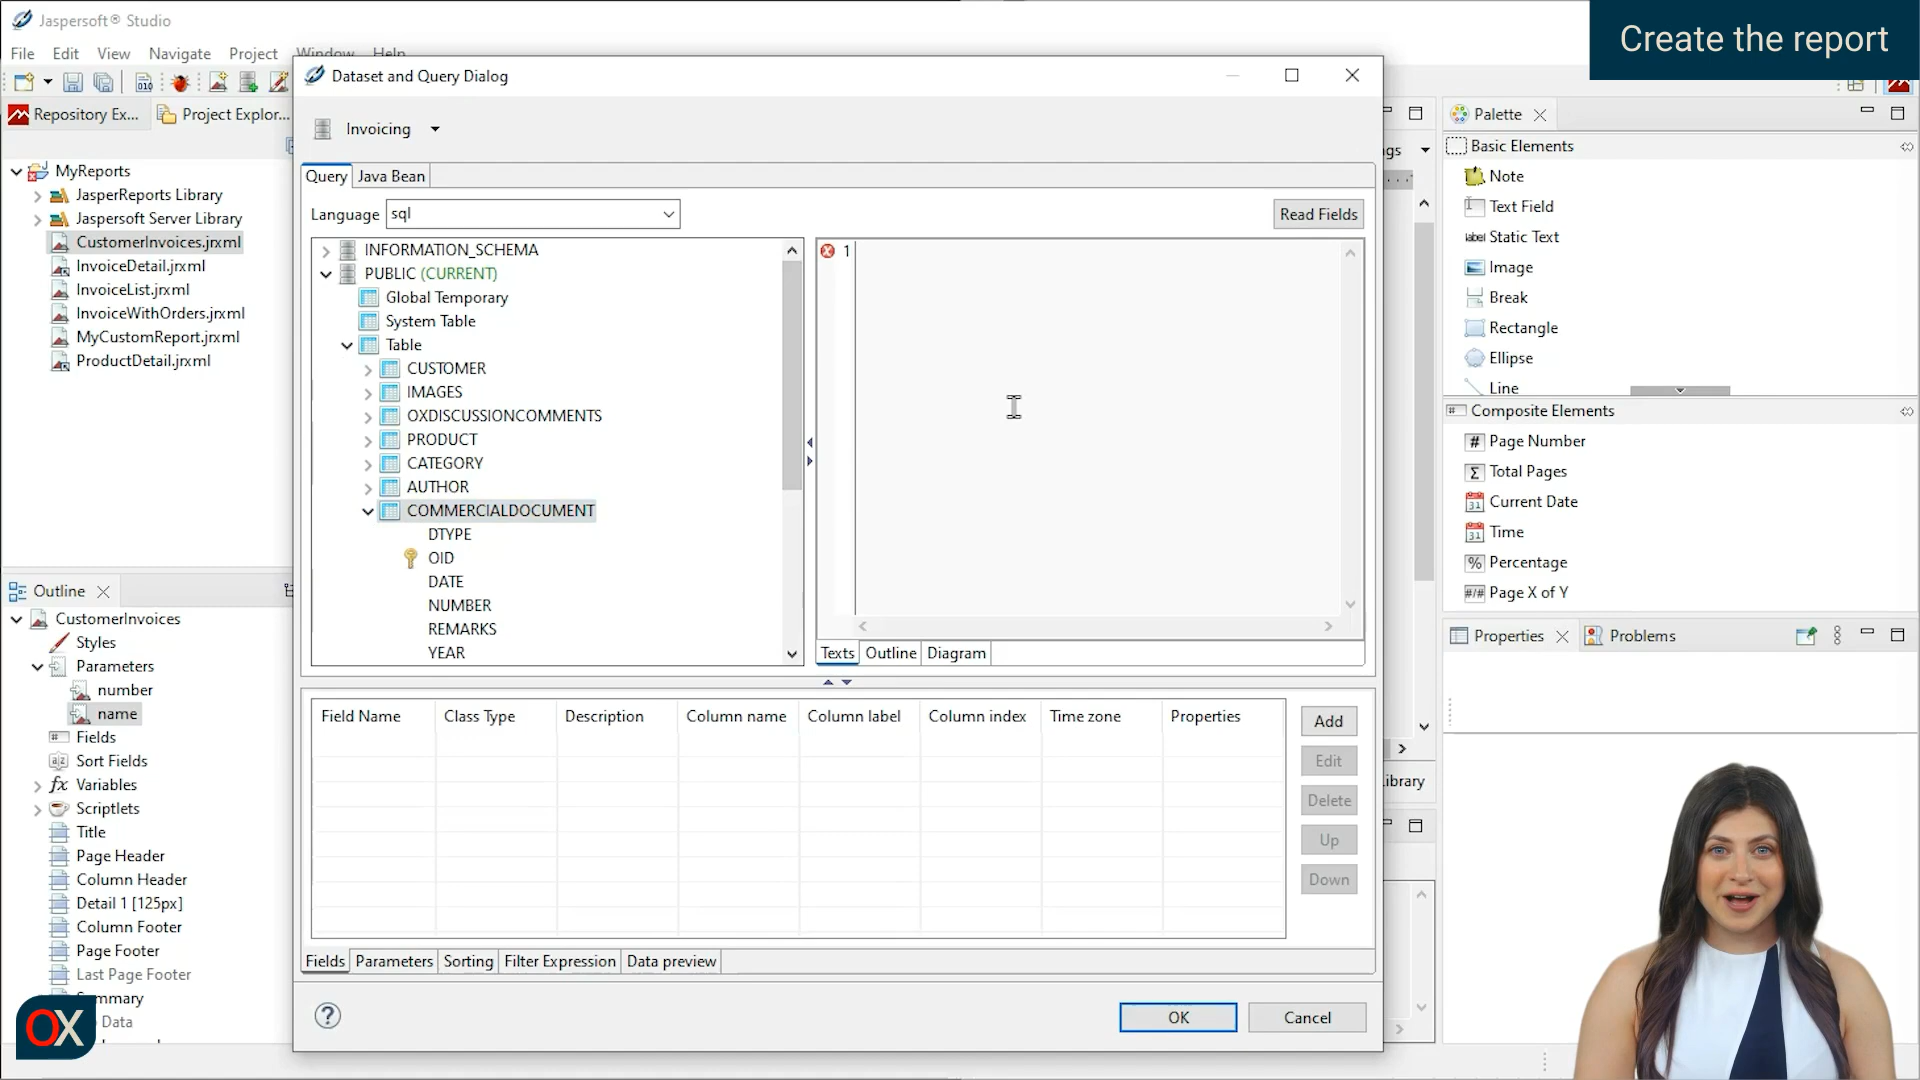 Jaspersoft® Studio
Create the report
File Edit View Navigate Project Window Help
Dataset and Query Dialog
Repository Ex... Project Explor...
Invoicing
MyReports
JasperReports Library
Jaspersoft Server Library
CustomerInvoices.jrxml
InvoiceDetail.jrxml
InvoiceList.jrxml
InvoiceWithOrders.jrxml
MyCustomReport.jrxml
ProductDetail.jrxml
Outline
CustomerInvoices
Styles
Parameters
number
name
Fields
Sort Fields
fx Variables
Scriptlets
Title
Page Header
Column Header
Detail 1 [125px]
Column Footer
Page Footer
Last Page Footer
Summary
Data
OX
Query Java Bean
Language sql
Read Fields
INFORMATION_SCHEMA
PUBLIC (CURRENT)
Global Temporary
System Table
Table
CUSTOMER
IMAGES
OXDISCUSSIONCOMMENTS
PRODUCT
CATEGORY
AUTHOR
COMMERCIALDOCUMENT
DTYPE
OID
DATE
NUMBER
REMARKS
YEAR
1
Texts Outline Diagram
Field Name Class Type Description Column name Column label Column index Time zone Properties
Add
Edit
Delete
Up
Down
Fields Parameters Sorting Filter Expression Data preview
OK Cancel
gs
ibrary
Palette
Basic Elements
Note
Text Field
label Static Text
Image
Break
Rectangle
Ellipse
Line
Composite Elements
# Page Number
Σ Total Pages
31 Current Date
31 Time
% Percentage
#/# Page X of Y
Properties Problems